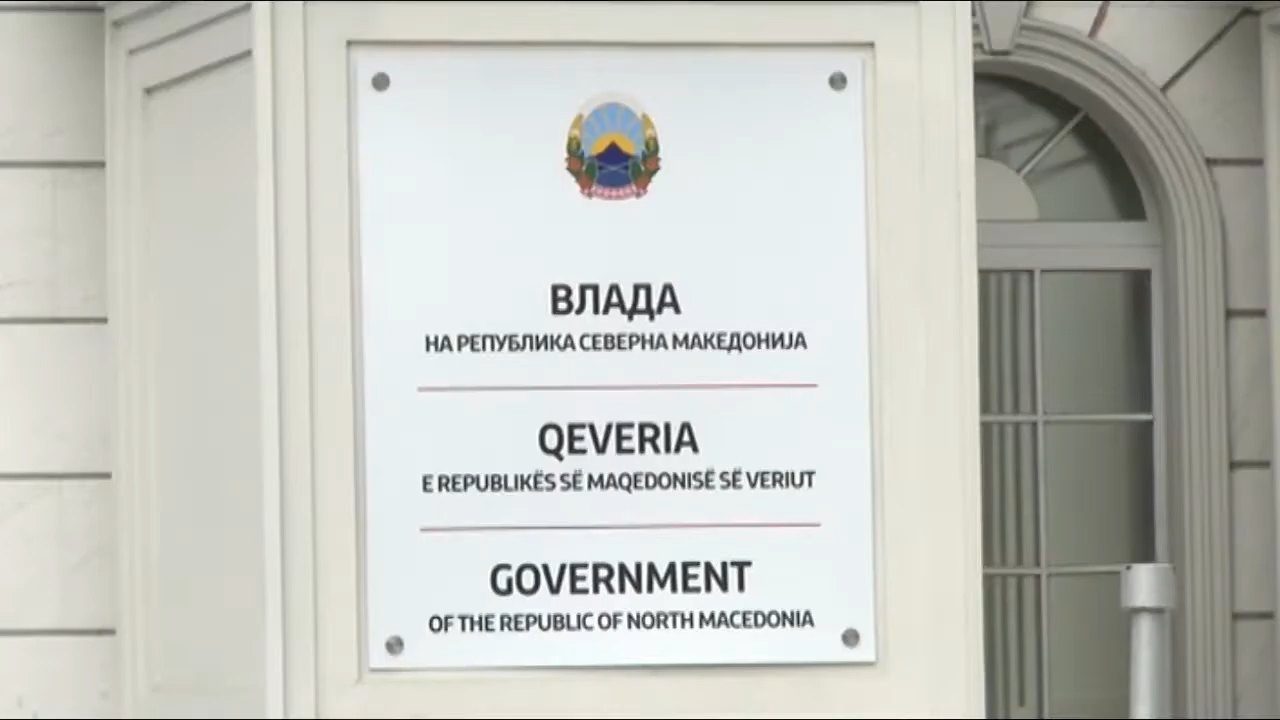 ВЛАДА
НА РЕПУБЛИКА СЕВЕРНА МАКЕДОНИЈА
QEVERIA
E REPUBLIKËS SË MAQEDONISË SË VERIUT
GOVERNMENT
OF THE REPUBLIC OF NORTH MACEDONIA